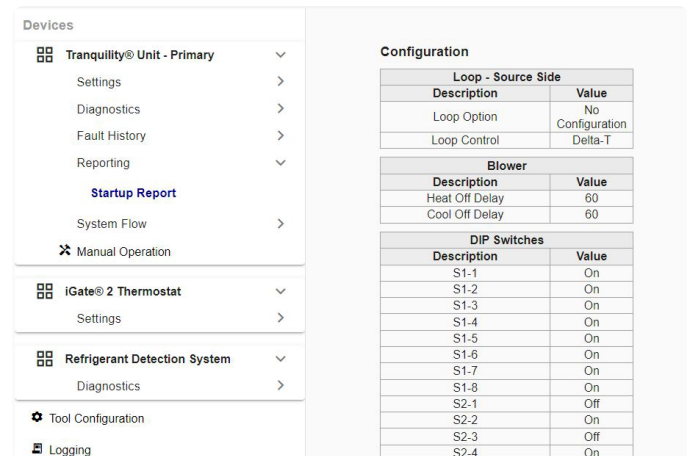 Devices
Tranquility® Unit - Primary
Settings
Diagnostics
Fault History
Reporting
Startup Report
System Flow
Manual Operation
iGate® 2 Thermostat
Settings
Refrigerant Detection System
Diagnostics
Tool Configuration
Logging
Configuration
Loop - Source Side
Description Value
Loop Option No Configuration
Loop Control Delta-T
Blower
Description Value
Heat Off Delay 60
Cool Off Delay 60
DIP Switches
Description Value
S1-1 On
S1-2 On
S1-3 On
S1-4 On
S1-5 On
S1-6 On
S1-7 On
S1-8 On
S2-1 Off
S2-2 On
S2-3 Off
S2-4 On